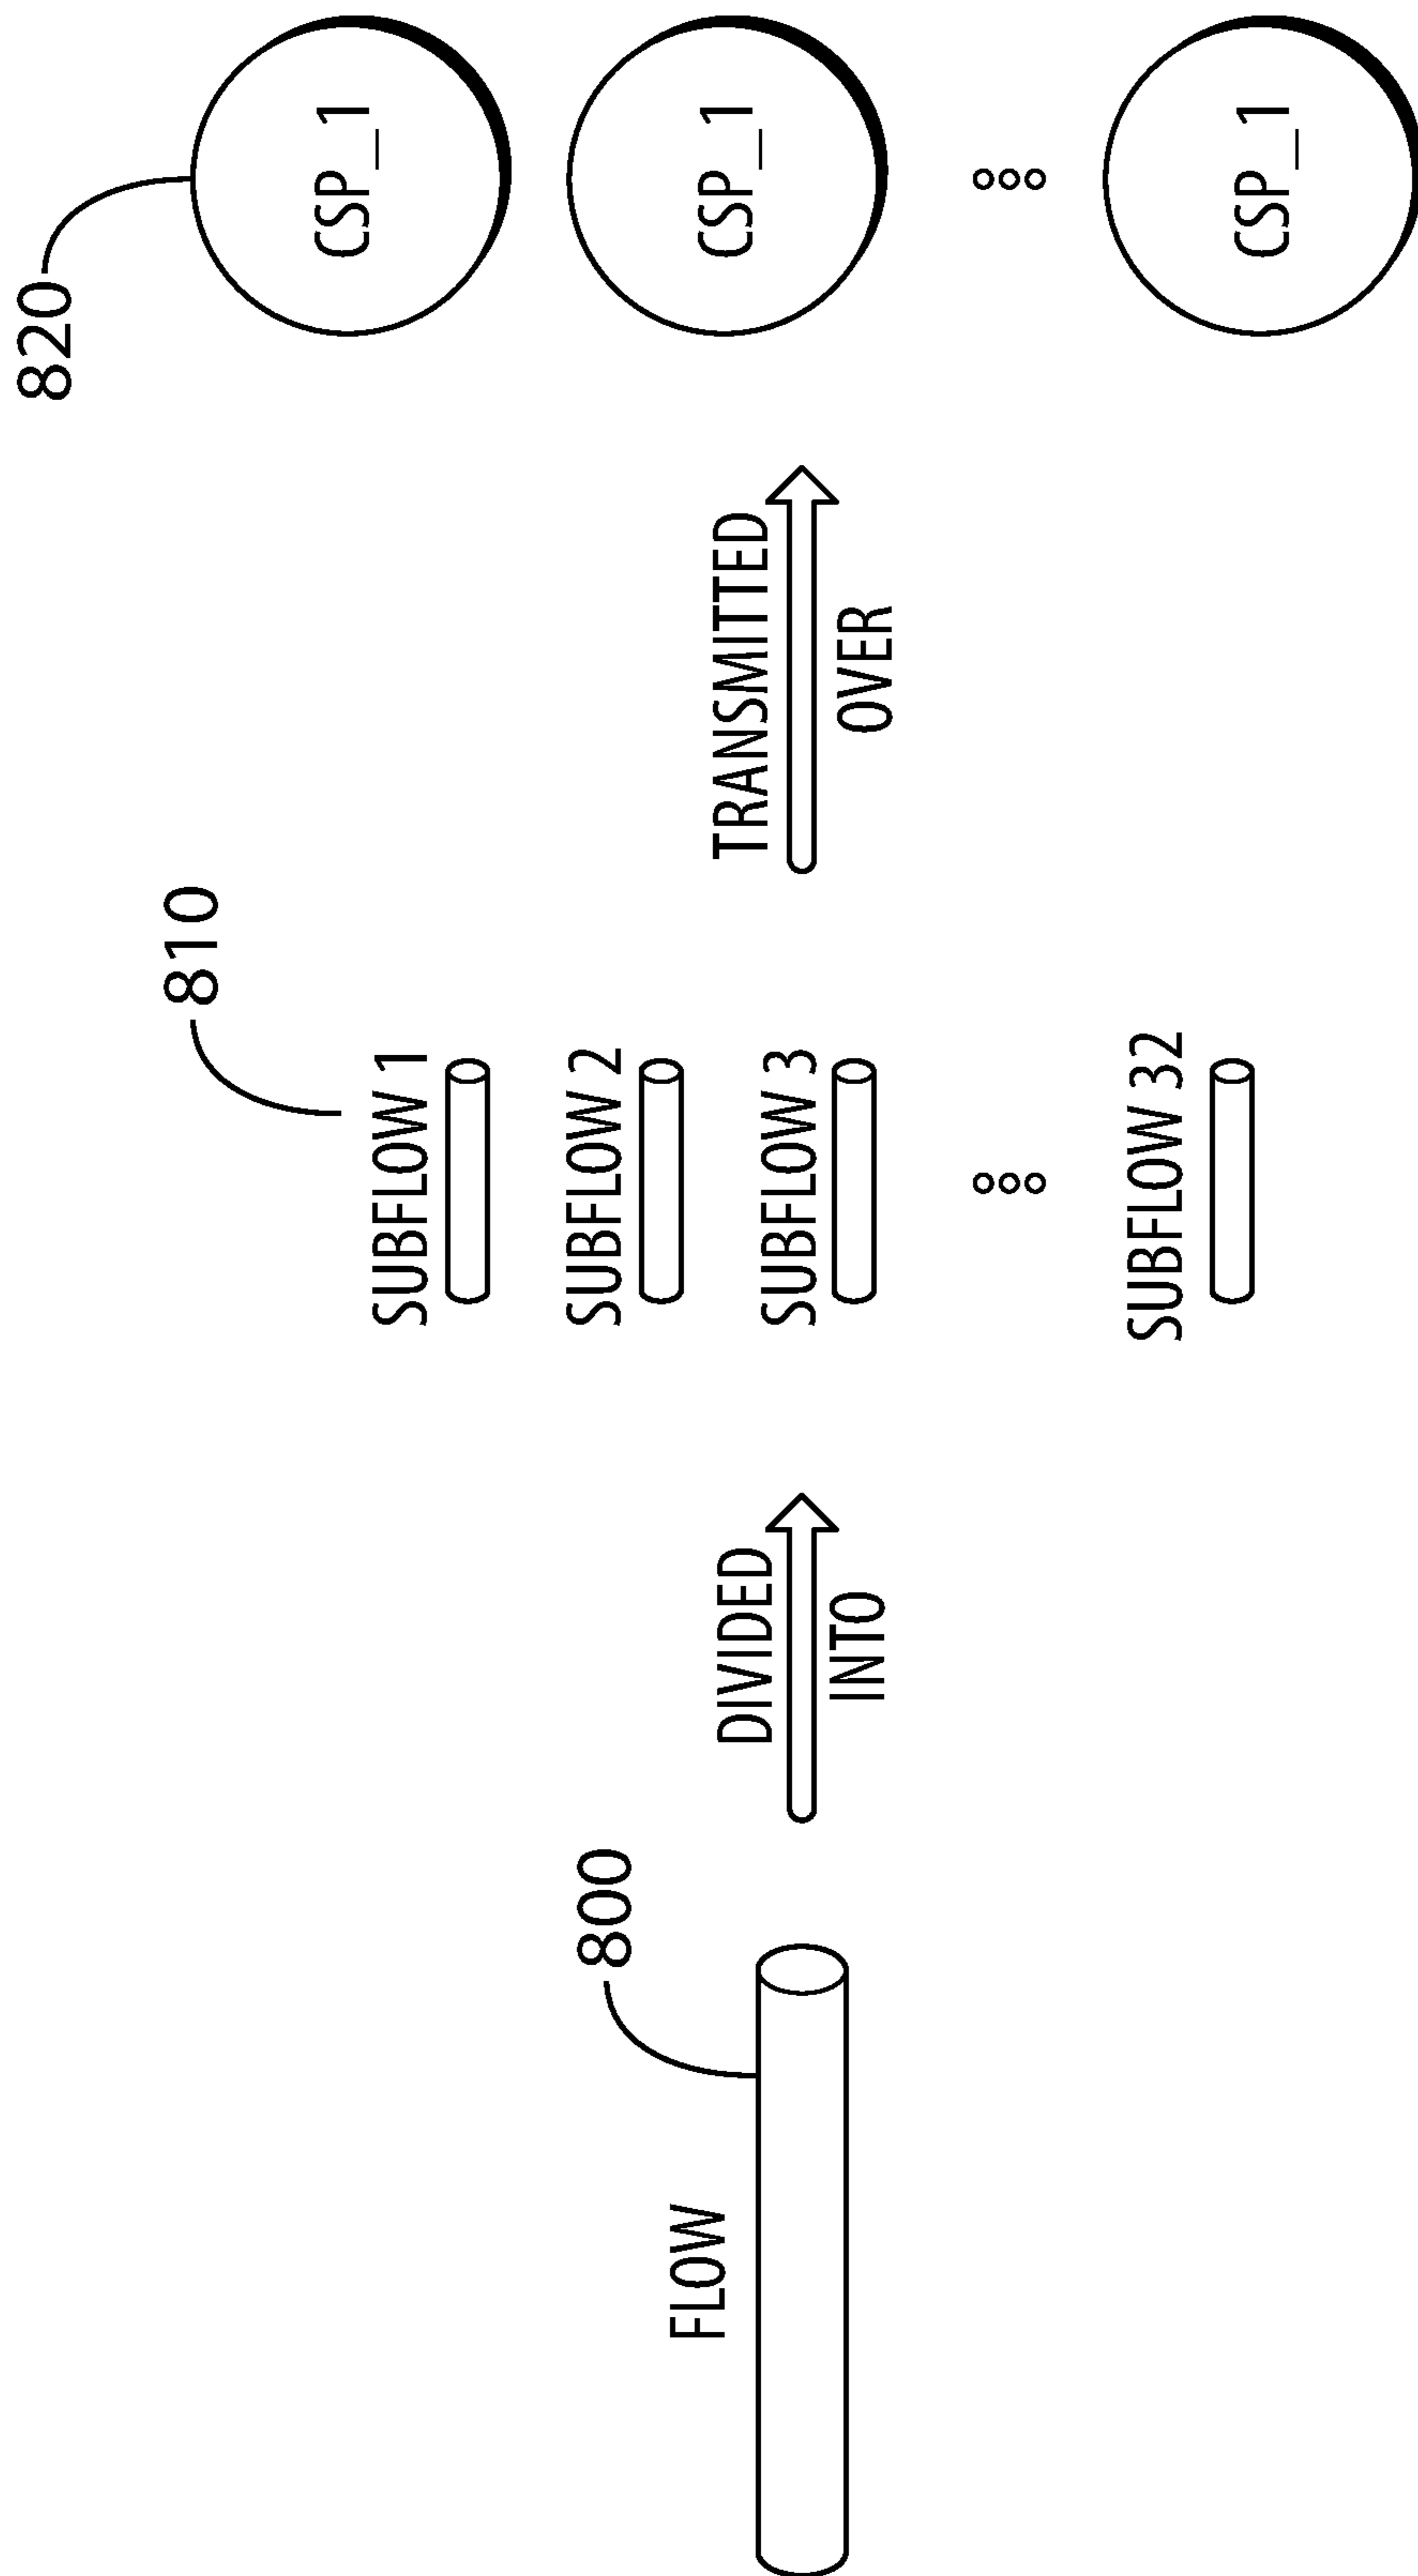 FLOW
800
DIVIDED
INTO
810
SUBFLOW 1
SUBFLOW 2
SUBFLOW 3
SUBFLOW 32
TRANSMITTED
OVER
820
CSP_1
CSP_1
CSP_1